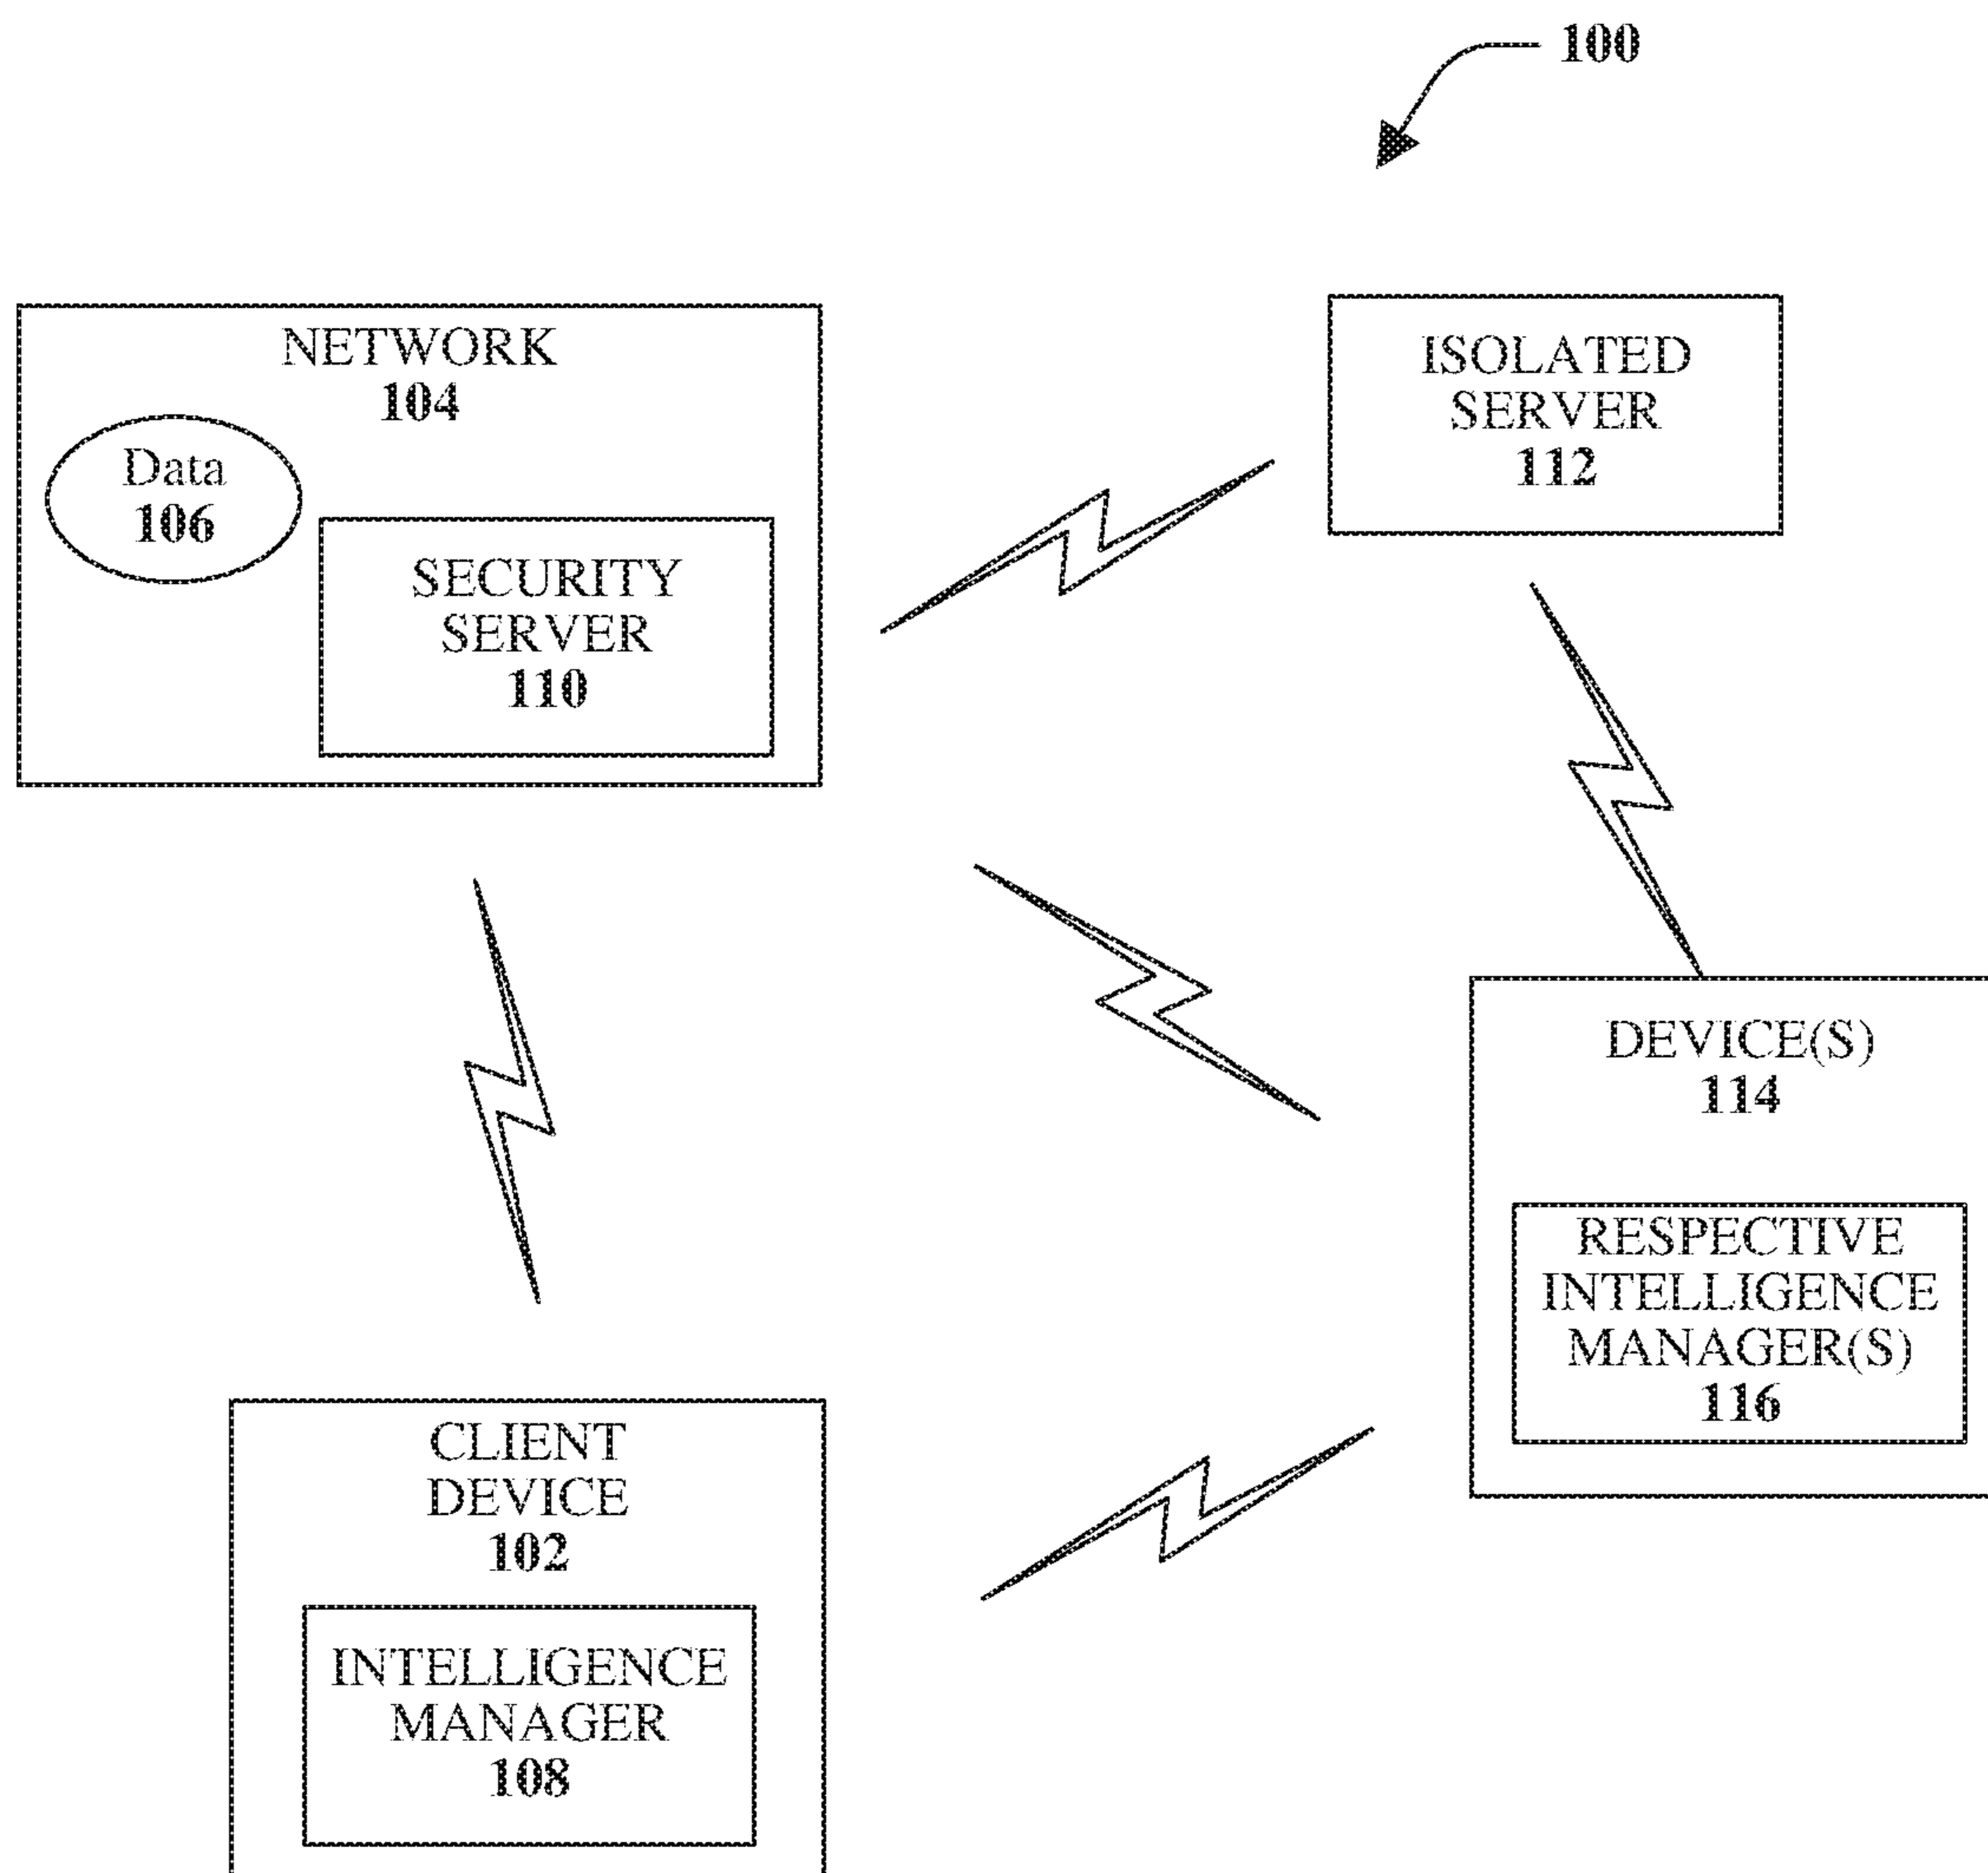 100
NETWORK
104
Data
106
SECURITY
SERVER
110
ISOLATED
SERVER
112
DEVICE(S)
114
RESPECTIVE
INTELLIGENCE
MANAGER(S)
116
CLIENT
DEVICE
102
INTELLIGENCE
MANAGER
108